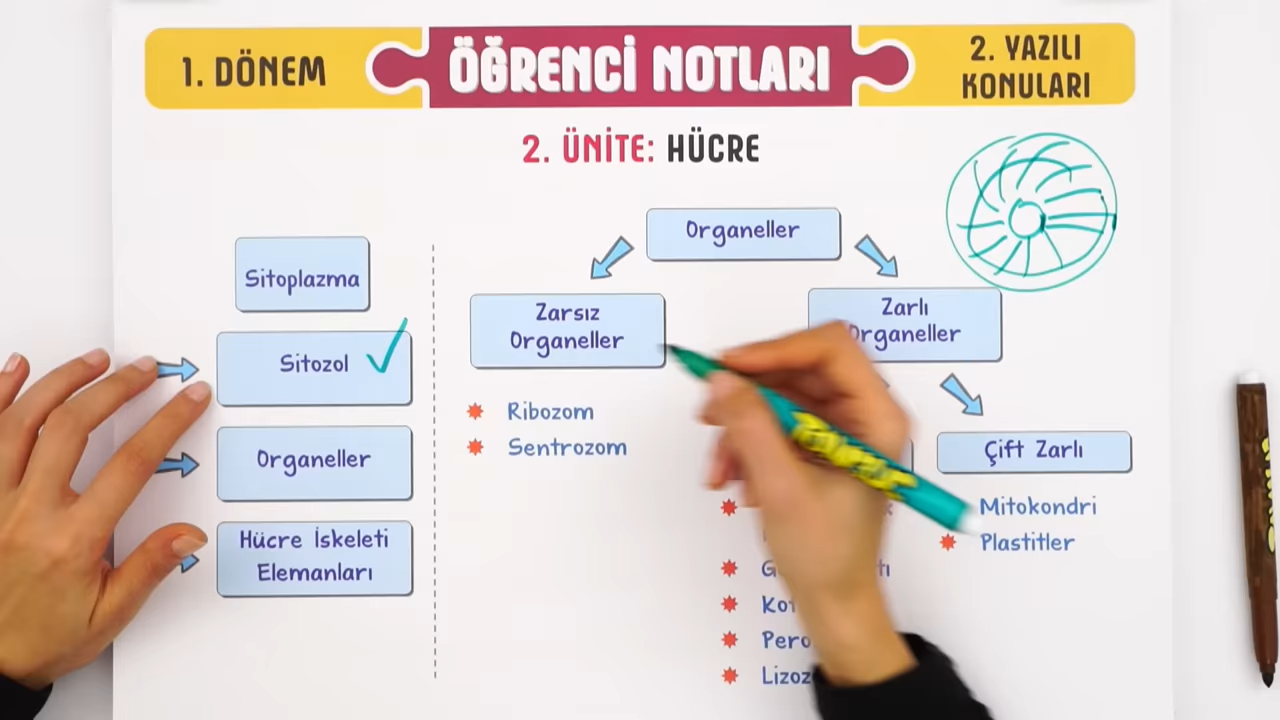 1. DÖNEM
ÖĞRENCİ NOTLARI
2. YAZILI
KONULARI
2. ÜNİTE: HÜCRE
Sitoplazma
Sitozol
Organeller
Hücre İskeleti
Elemanları
Organeller
Zarsız
Organeller
Ribozom
Sentrozom
Zarlı
Organeller
Çift Zarlı
Mitokondri
Plastitler